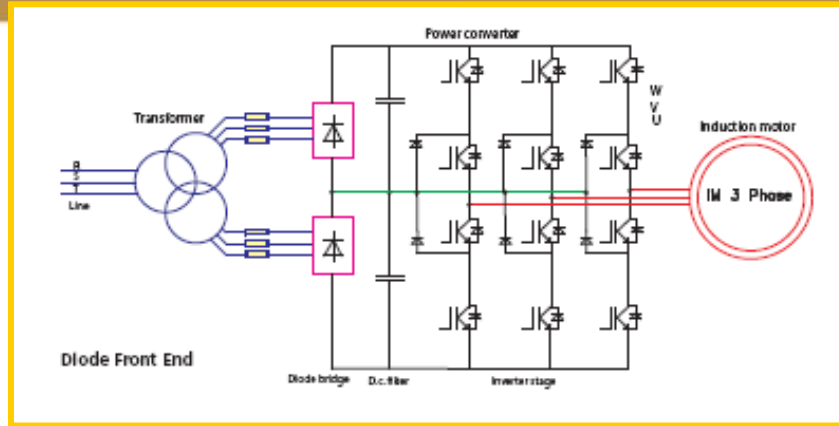 Power converter
Transformer
W
V
U
Induction motor
R
S
T
Line
IM 3 Phase
Diode Front End
Diode bridge
D.c. filter
Inverter stage